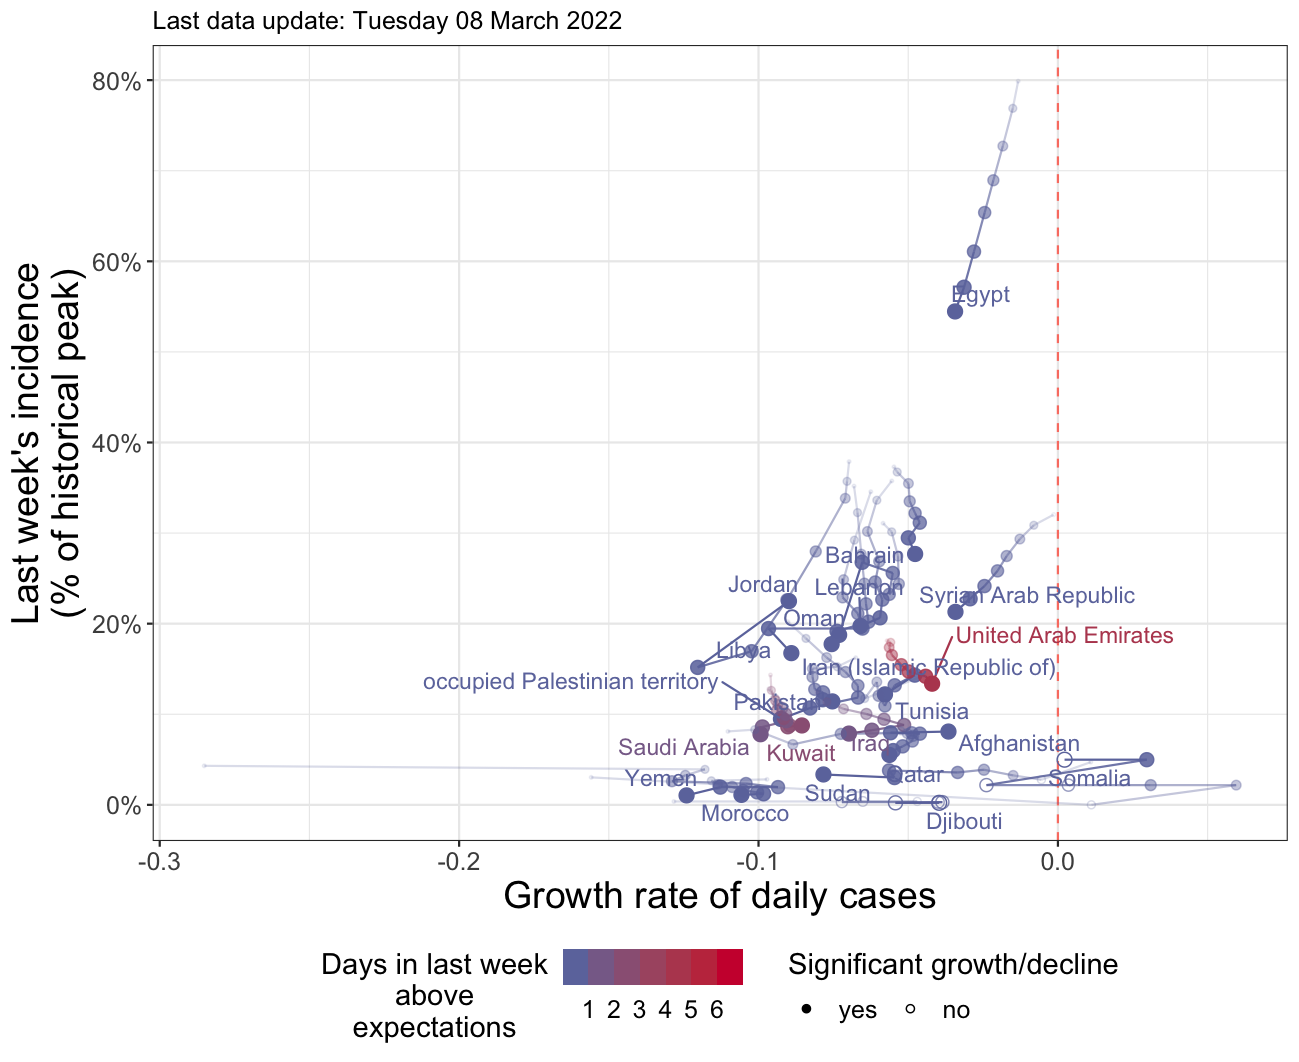 Last data update: Tuesday 08 March 2022
Last week's incidence
(% of historical peak)
80%
60%
40%
20%
0%
Egypt
Bahrain
Jordan
Lebanon
Syrian Arab Republic
Oman
United Arab Emirates
Libya
Iran (Islamic Republic of)
occupied Palestinian territory
Pakistan
Tunisia
Saudi Arabia
Kuwait
Iraq
Afghanistan
Yemen
Qatar
Somalia
Sudan
Morocco
Djibouti
-0.3
-0.2
-0.1
0.0
Growth rate of daily cases
Days in last week
above
expectations
1 2 3 4 5 6
Significant growth/decline
yes
no